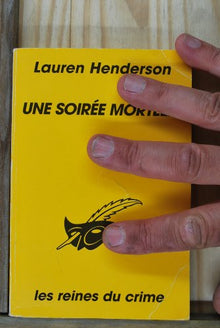 Lauren Henderson
UNE SOIRÉE
les reines du crime